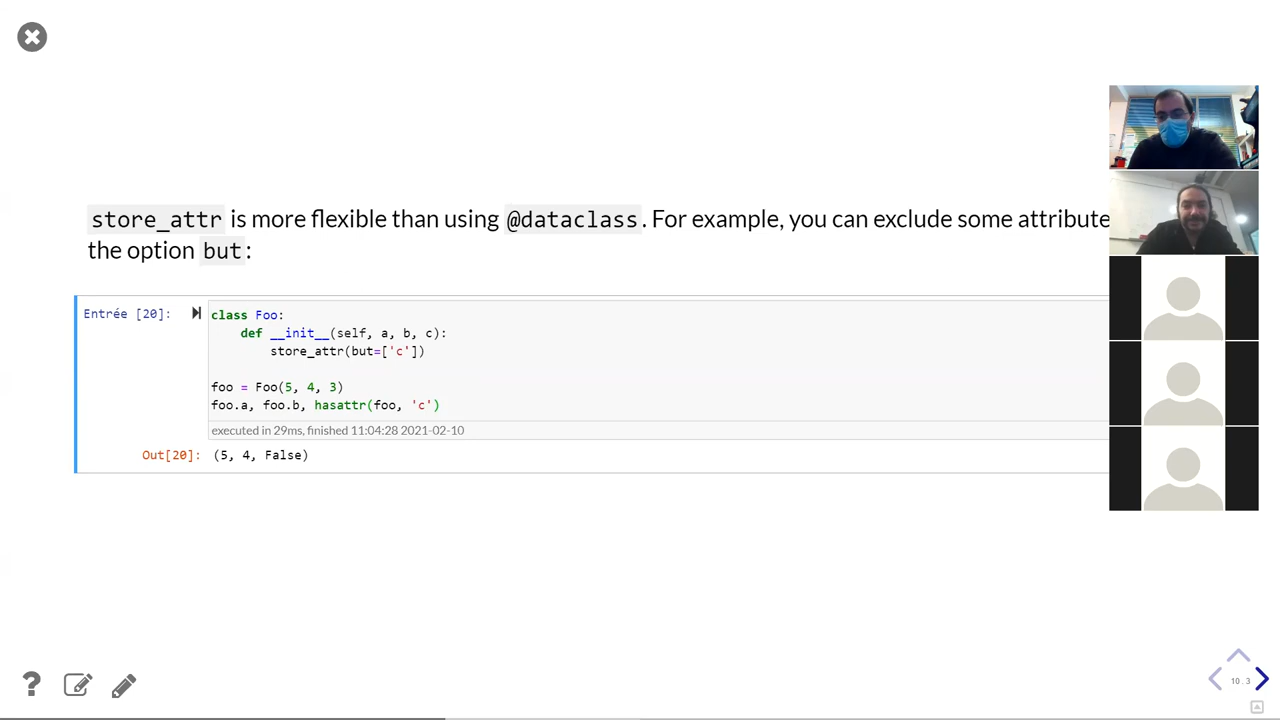 store_attr is more flexible than using @dataclass. For example, you can exclude some attribute
the option but:
Entrée [20]:
class Foo:
    def __init__(self, a, b, c):
        store_attr(but=['c'])
foo = Foo(5, 4, 3)
foo.a, foo.b, hasattr(foo, 'c')
executed in 29ms, finished 11:04:28 2021-02-10
Out[20]: (5, 4, False)
?
10.3